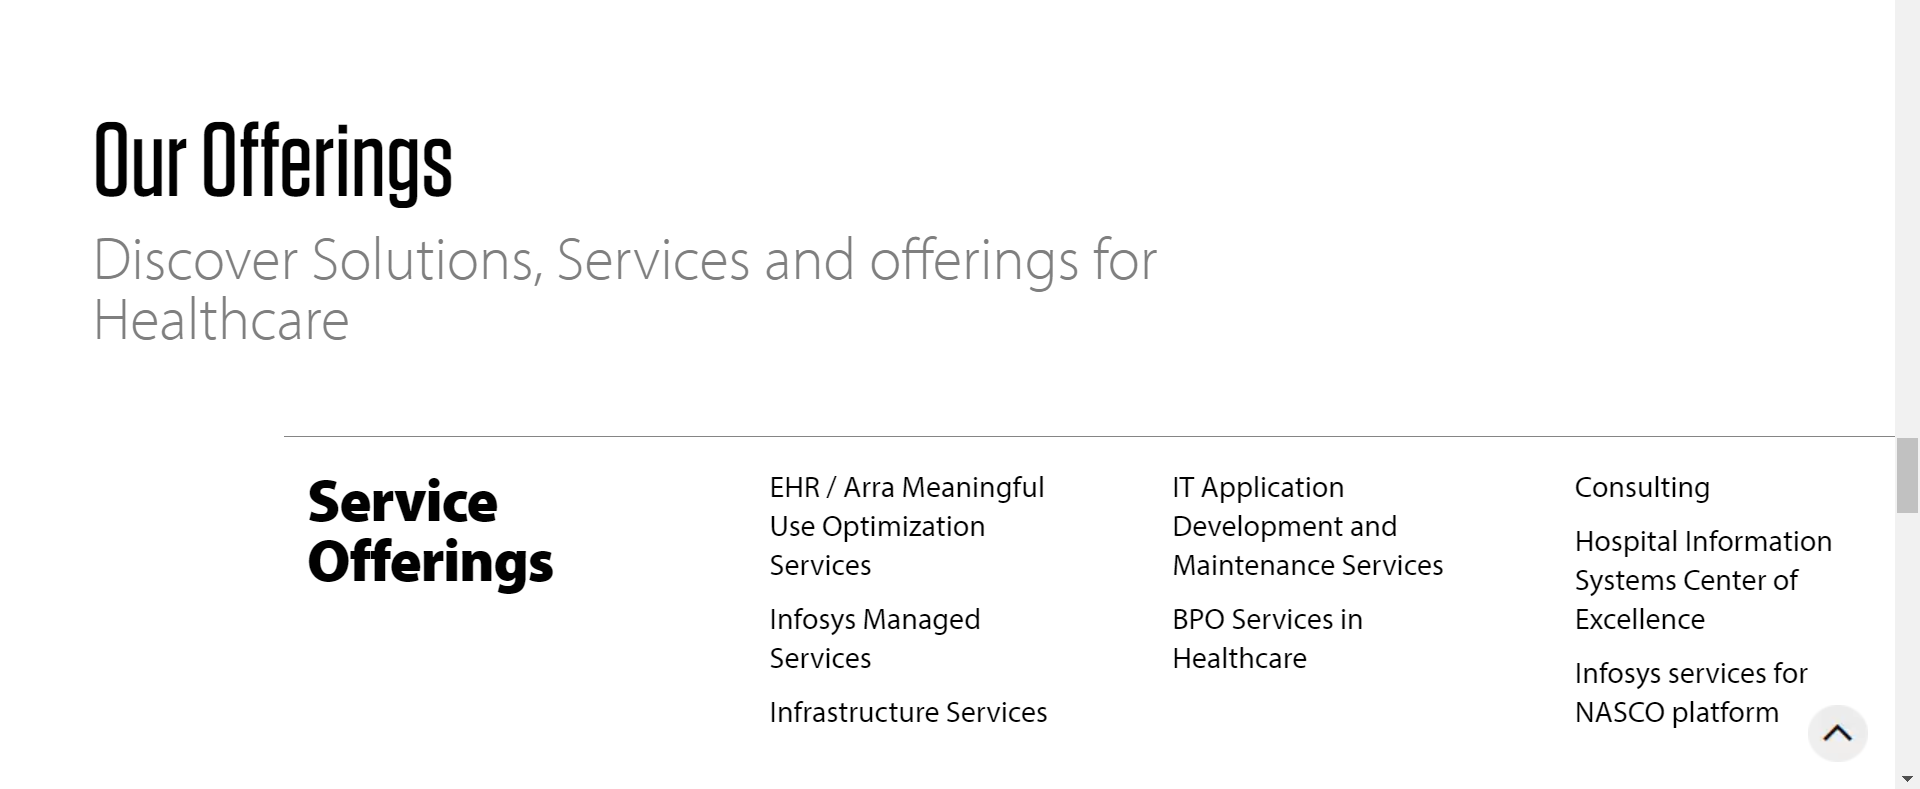 Our Offerings
Discover Solutions, Services and offerings for
Healthcare
Service
Offerings
EHR / Arra Meaningful
Use Optimization
Services
Infosys Managed
Services
Infrastructure Services
IT Application
Development and
Maintenance Services
BPO Services in
Healthcare
Consulting
Hospital Information
Systems Center of
Excellence
Infosys services for
NASCO platform